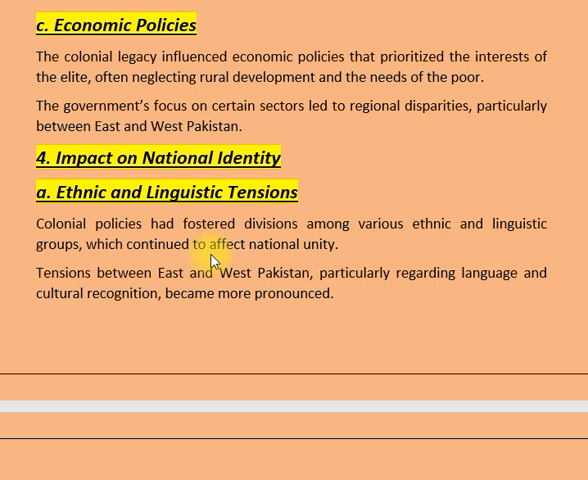 c. Economic Policies
The colonial legacy influenced economic policies that prioritized the interests of
the elite, often neglecting rural development and the needs of the poor.
The government's focus on certain sectors led to regional disparities, particularly
between East and West Pakistan.
4. Impact on National Identity
a. Ethnic and Linguistic Tensions
Colonial policies had fostered divisions among various ethnic and linguistic
groups, which continued to affect national unity.
Tensions between East and West Pakistan, particularly regarding language and
cultural recognition, became more pronounced.